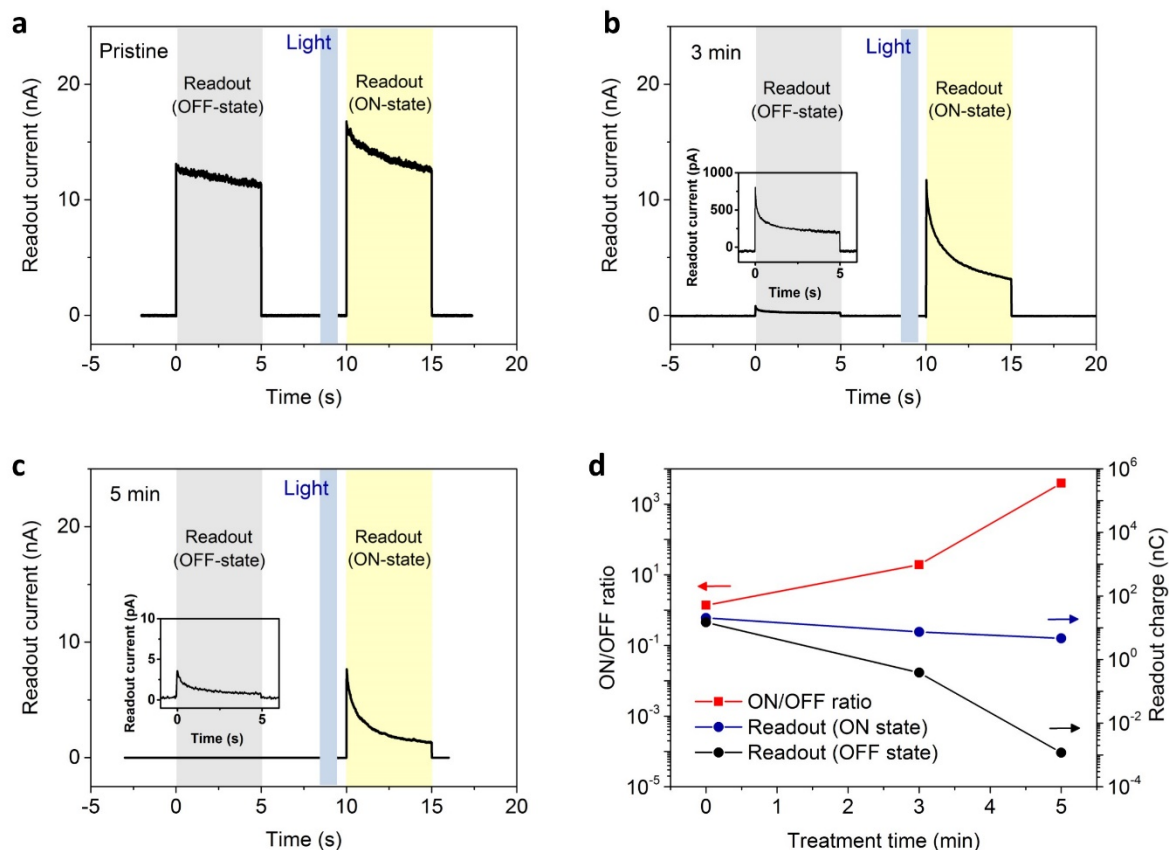 a
Pristine
Light
Readout
(OFF-state)
Readout
(ON-state)
Readout current (nA)
20
10
0
-5 0 5 10 15 20
Time (s)
b
3 min
Light
Readout
(OFF-state)
Readout
(ON-state)
Readout current (nA)
20
10
0
Readout current (pA)
1000
500
0
0 5
Time (s)
-5 0 5 10 15 20
Time (s)
c
5 min
Light
Readout
(OFF-state)
Readout
(ON-state)
Readout current (nA)
20
10
0
Readout current (pA)
10
5
0
0 5
Time (s)
-5 0 5 10 15 20
Time (s)
d
ON/OFF ratio
10³
10¹
10⁻¹
10⁻³
10⁻⁵
Readout charge (nC)
10⁶
10⁴
10²
10⁰
10⁻²
10⁻⁴
ON/OFF ratio
Readout (ON state)
Readout (OFF state)
0 1 2 3 4 5
Treatment time (min)